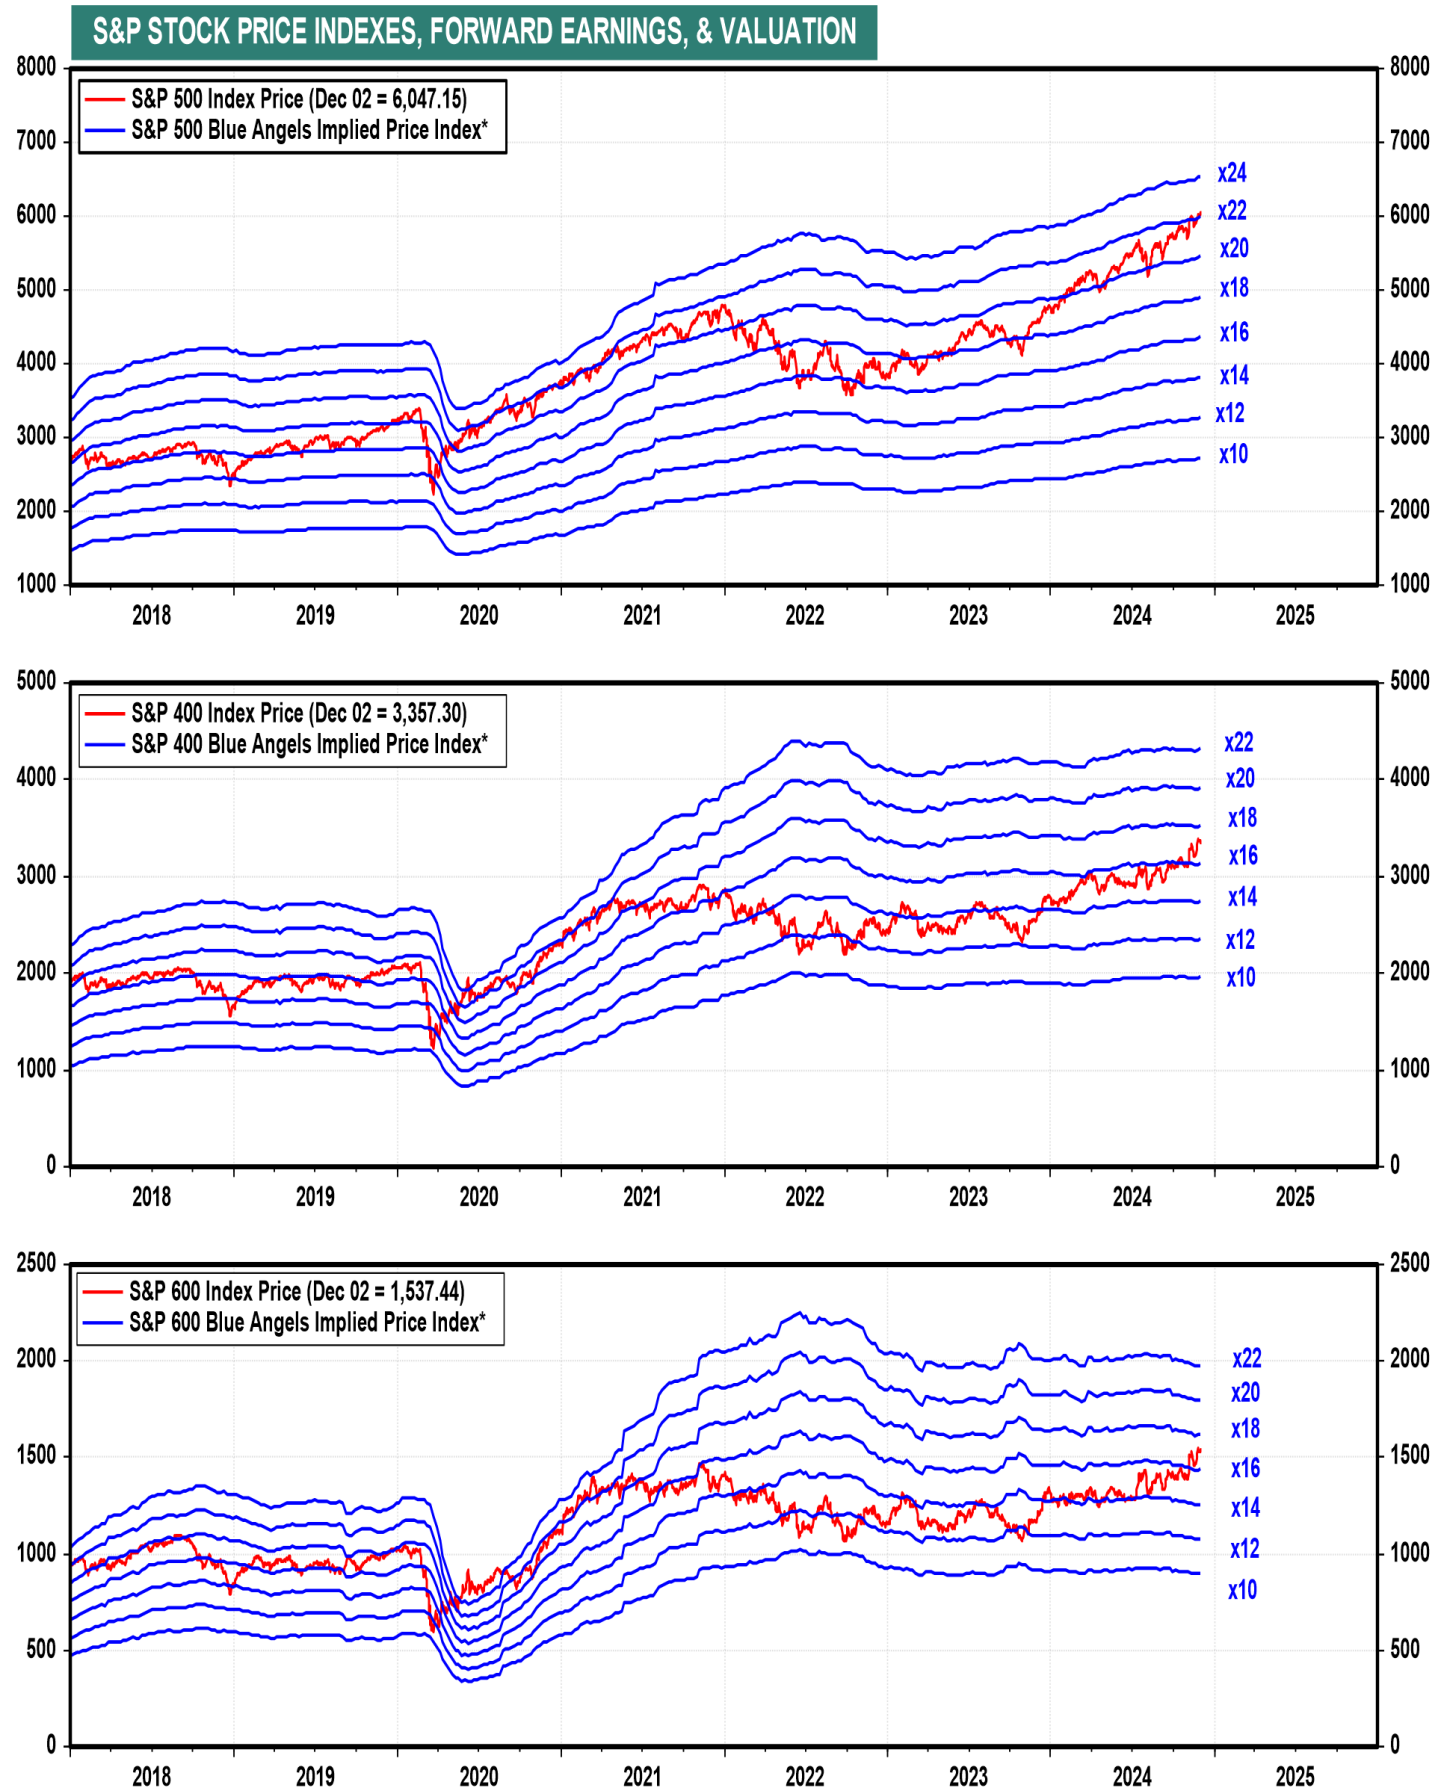 S&P STOCK PRICE INDEXES, FORWARD EARNINGS, & VALUATION
8000 8000
S&P 500 Index Price (Dec 02 = 6,047.15)
S&P 500 Blue Angels Implied Price Index*
7000 7000
x24
6000 x22 6000
x20
5000 x18 5000
x16
4000 4000
x14
x12
3000 3000
x10
2000 2000
1000 1000
2018 2019 2020 2021 2022 2023 2024 2025
5000 5000
S&P 400 Index Price (Dec 02 = 3,357.30)
S&P 400 Blue Angels Implied Price Index*
x22
4000 x20 4000
x18
x16
3000 3000
x14
x12
2000 x10 2000
1000 1000
0 0
2018 2019 2020 2021 2022 2023 2024 2025
2500 2500
S&P 600 Index Price (Dec 02 = 1,537.44)
S&P 600 Blue Angels Implied Price Index*
2000 x22 2000
x20
x18
1500 x16 1500
x14
1000 x12 1000
x10
500 500
0 0
2018 2019 2020 2021 2022 2023 2024 2025